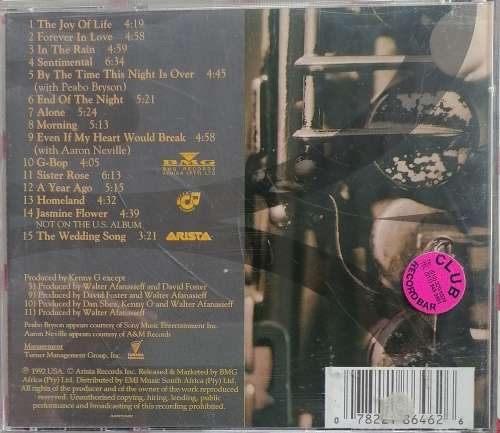 1 The Joy Of Life 4:19
2 Forever In Love 4:58
3 In The Rain 4:59
4 Sentimental 6:34
5 By The Time This Night Is Over 4:45
(with Peabo Bryson)
6 End Of The Night 5:21
7 Alone 5:24
8 Morning 5:13
9 Even If My Heart Would Break 4:58
(with Aaron Neville)
10 G-Bop 4:05
11 Sister Rose 6:13
12 A Year Ago 5:15
13 Homeland 4:32
14 Jasmine Flower 4:39
NOT ON THE U.S. ALBUM
15 The Wedding Song 3:21
BMG
BMG RECORDS
AFRICA (PTY) LTD
ARISTA
Produced by Kenny G except
5) Produced by Walter Afanasieff and David Foster
9) Produced by David Foster and Walter Afanasieff
10) Produced by Dan Shea, Kenny G and Walter Afanasieff
11) Produced by Walter Afanasieff
Peabo Bryson appears courtesy of Sony Music Entertainment Inc.
Aaron Neville appears courtesy of A&M Records
Management
Turner Management Group, Inc.
℗ 1992 USA. © Arista Records Inc. Released & Marketed by BMG
Africa (Pty) Ltd. Distributed by EMI Music South Africa (Pty) Ltd.
All rights of the producer and of the owner of the work reproduced
reserved. Unauthorised copying, hiring, lending, public
performance and broadcasting of this recording prohibited.
CLUB
RECORD BAR
0 78221 86462 6